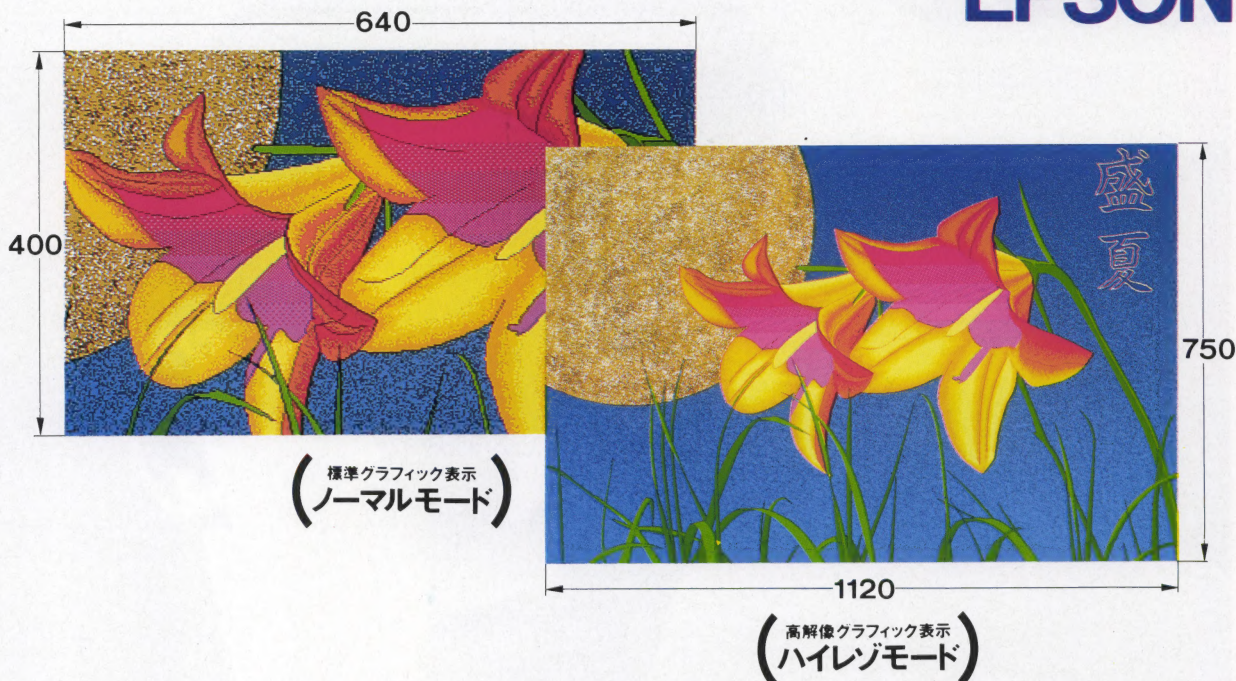 EPSON
640
400
盛
夏
750
標準グラフィック表示
(ノーマルモード)
1120
高解像グラフィック表示
(ハイレゾモード)